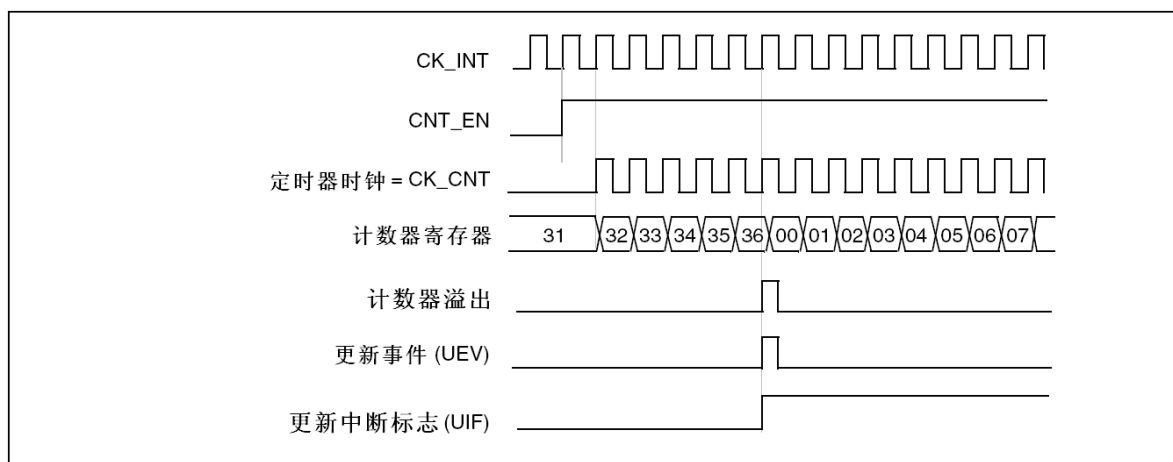 CK_INT
CNT_EN
定时器时钟 = CK_CNT
计数器寄存器 31 32 33 34 35 36 00 01 02 03 04 05 06 07
计数器溢出
更新事件 (UEV)
更新中断标志 (UIF)